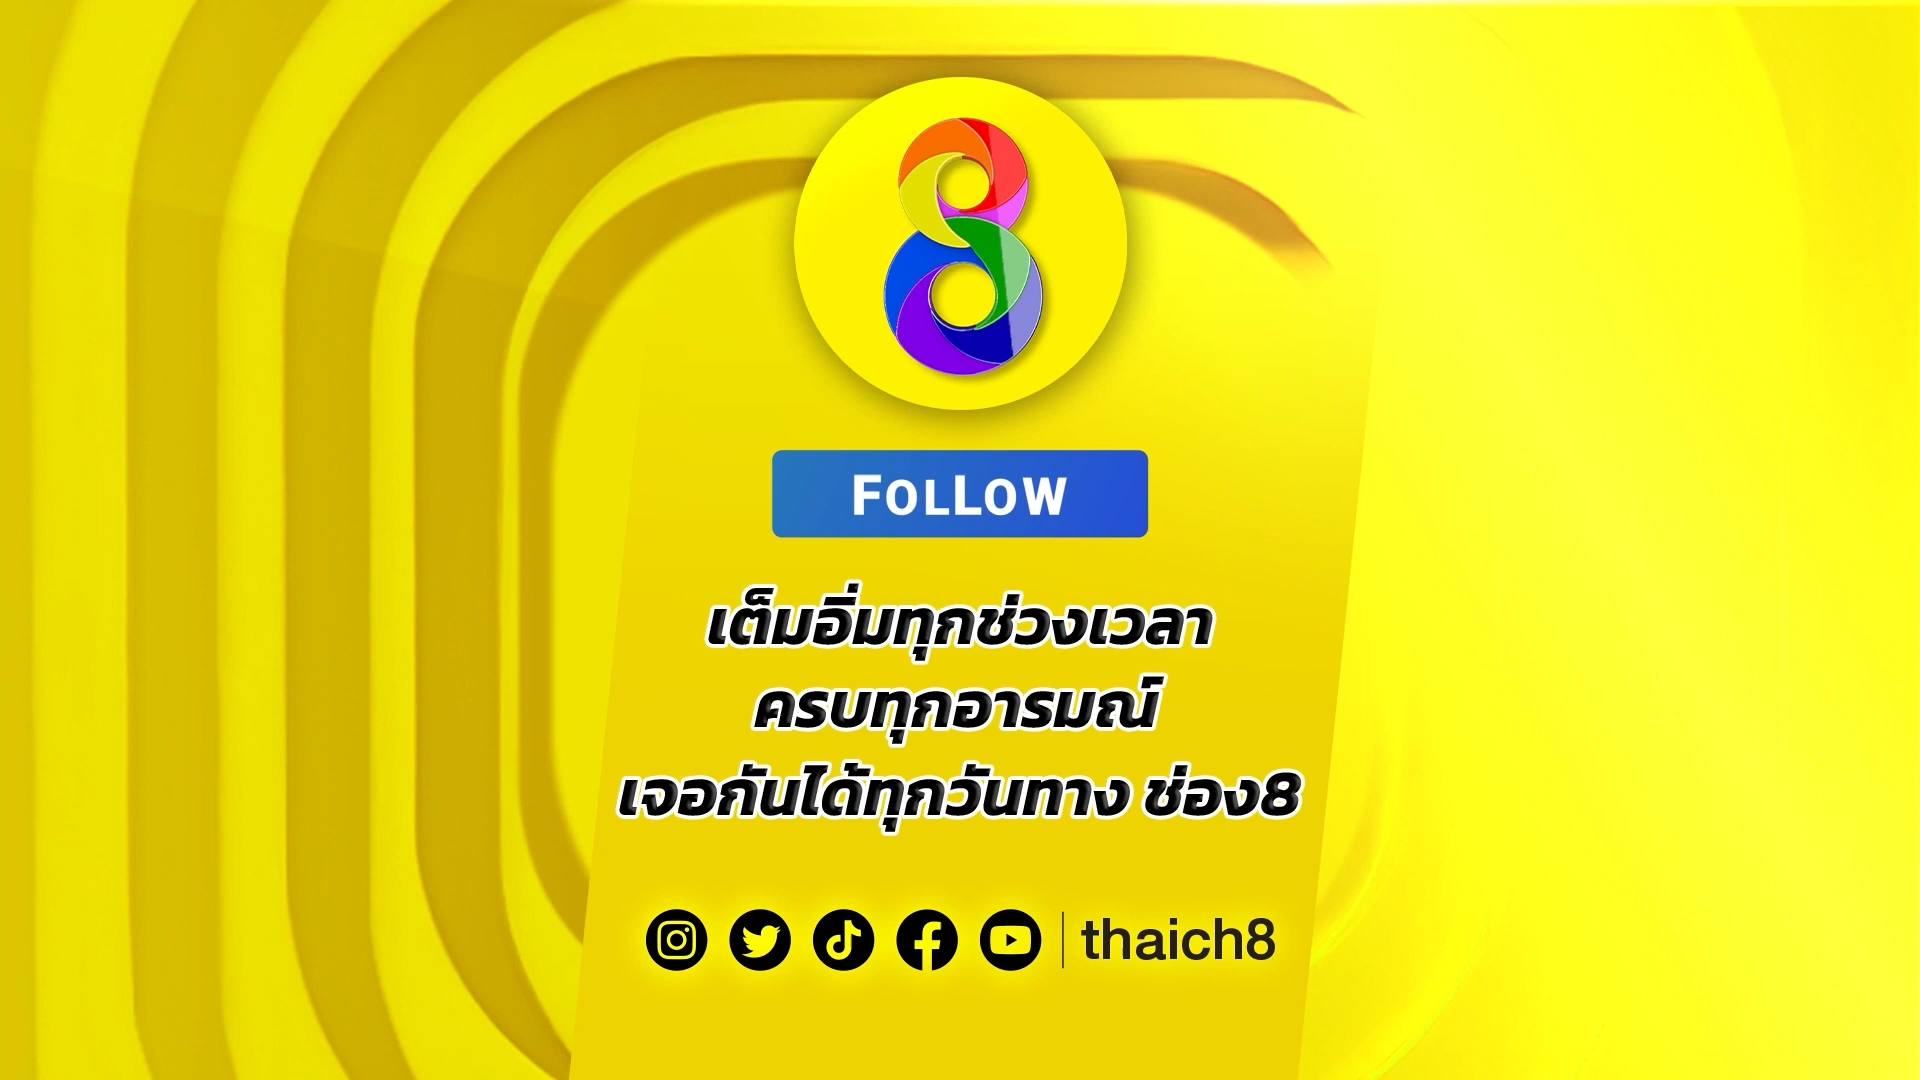 8
FOLLOW
เต็มอิ่มทุกช่วงเวลา
ครบทุกอารมณ์
เจอกันได้ทุกวันทาง ช่อง8
thaich8